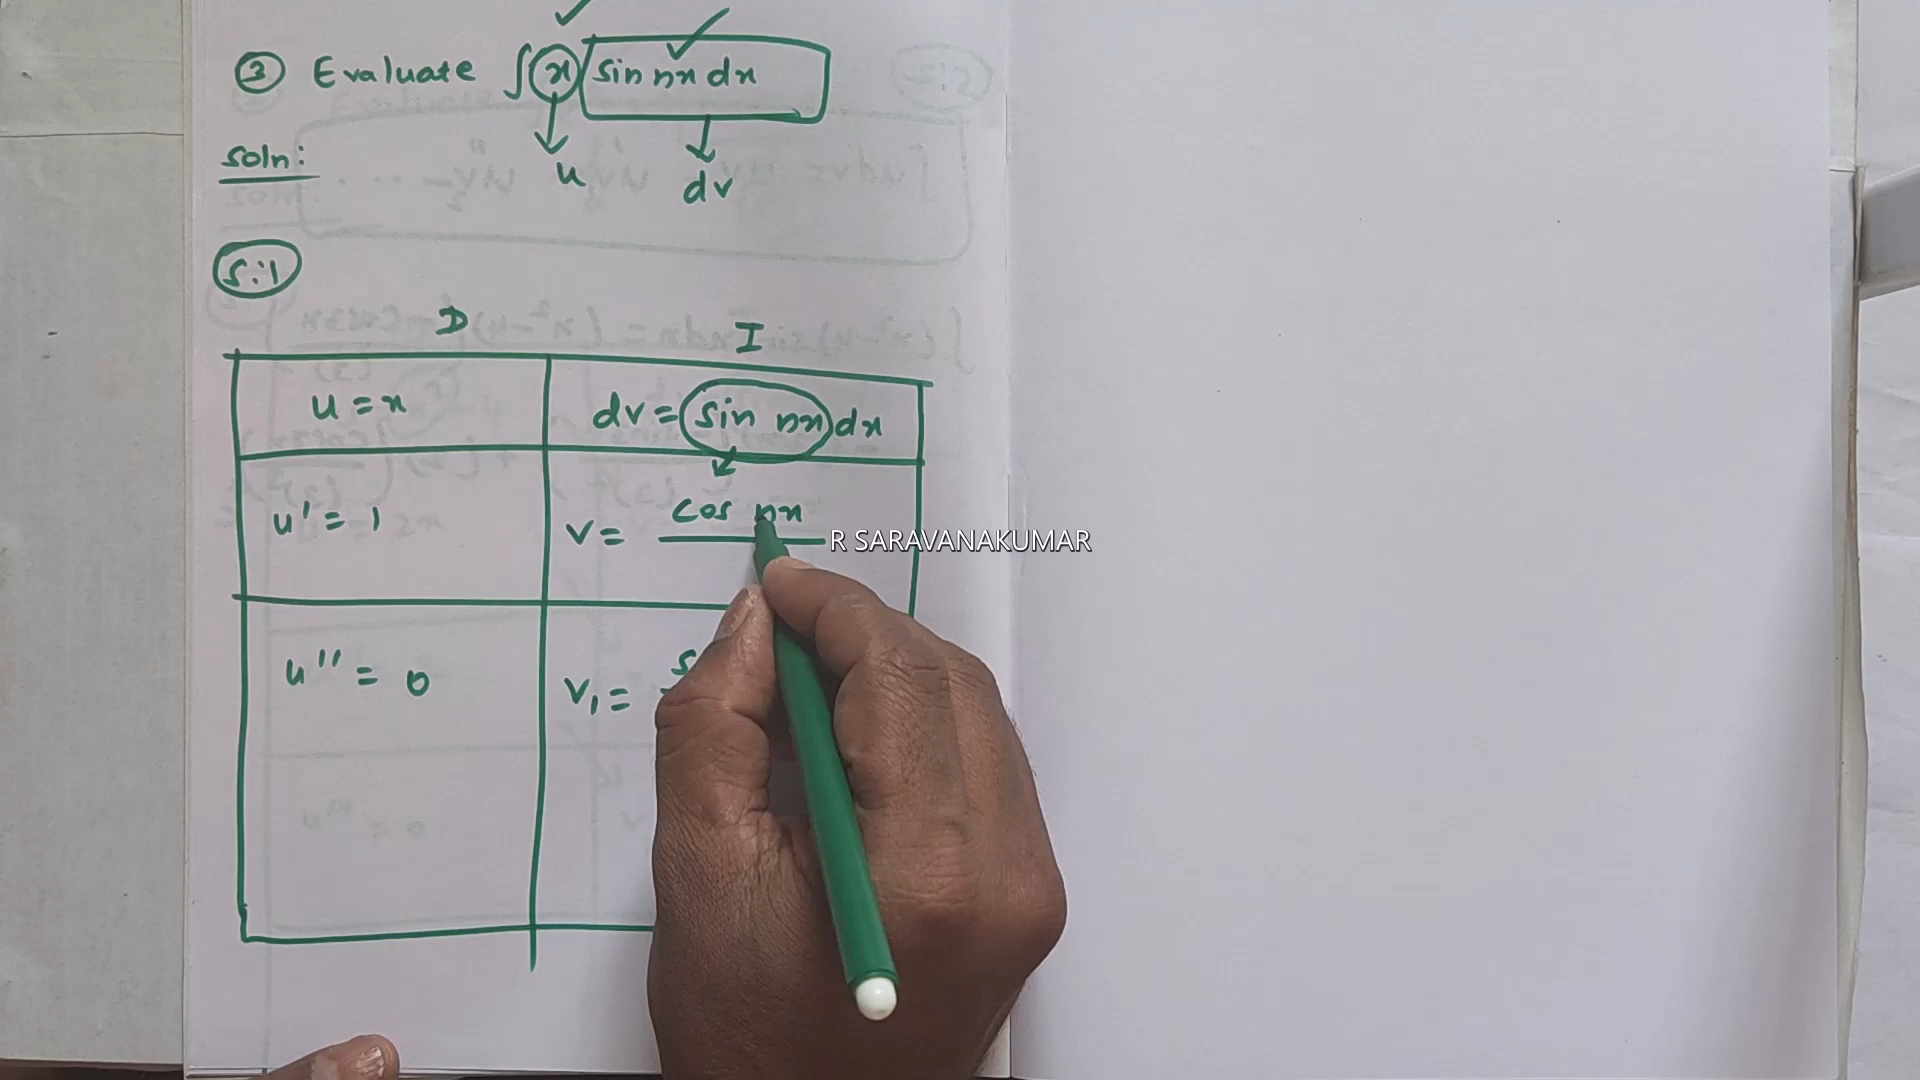 3 Evaluate ∫ x sin nx dx
u dv
Soln:
S:1
D I
u = x dv = sin nx dx
u' = 1 v = cos nx
R SARAVANAKUMAR
u'' = 0 v₁ = s